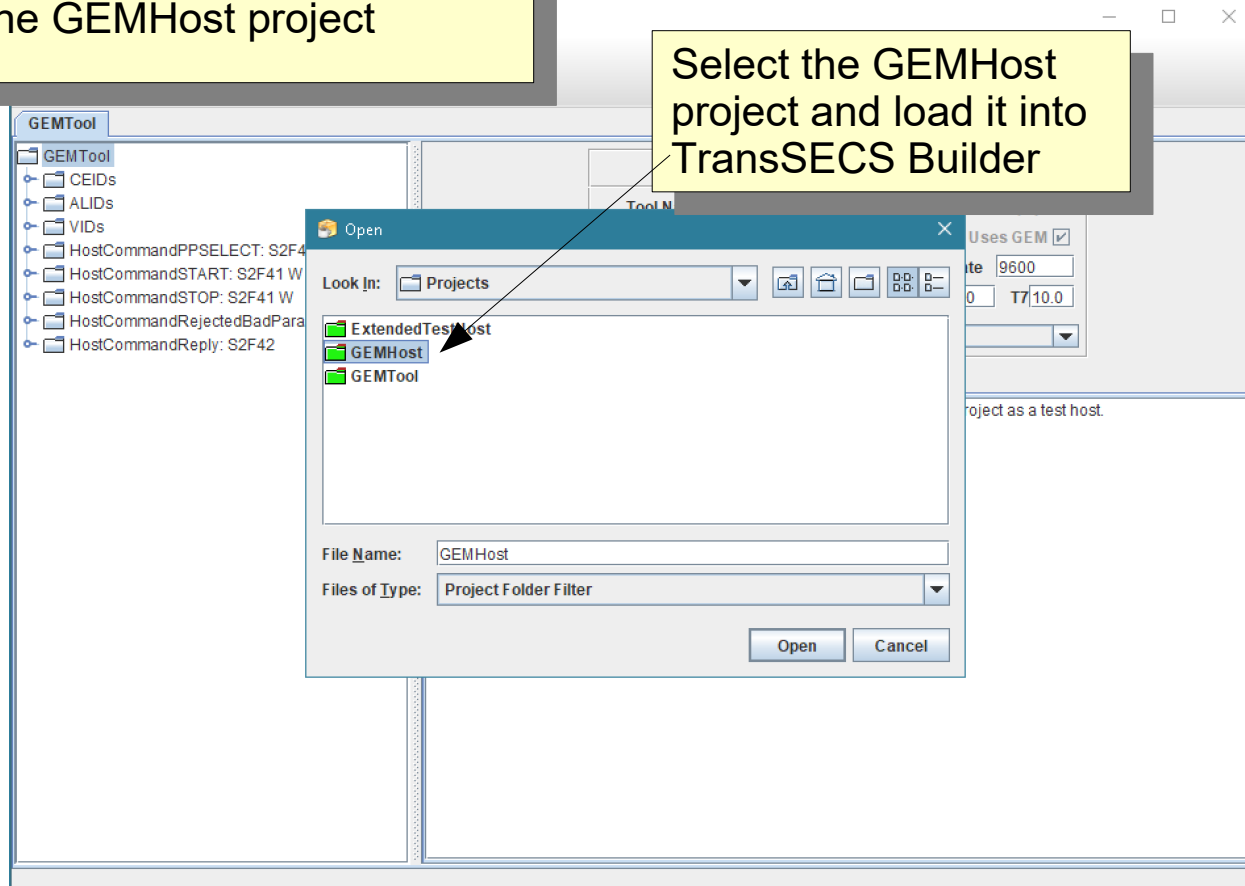 he GEMHost project
Select the GEMHost
project and load it into
TransSECS Builder
GEMTool
GEMTool
CEIDs
ALIDs
VIDs
HostCommandPPSELECT: S2F4
HostCommandSTART: S2F41 W
HostCommandSTOP: S2F41 W
HostCommandRejectedBadPara
HostCommandReply: S2F42
Tool N
Uses GEM
te 9600
0 T7 10.0
Open
Look In: Projects
ExtendedTestHost
GEMHost
GEMTool
File Name: GEMHost
Files of Type: Project Folder Filter
Open Cancel
roject as a test host.